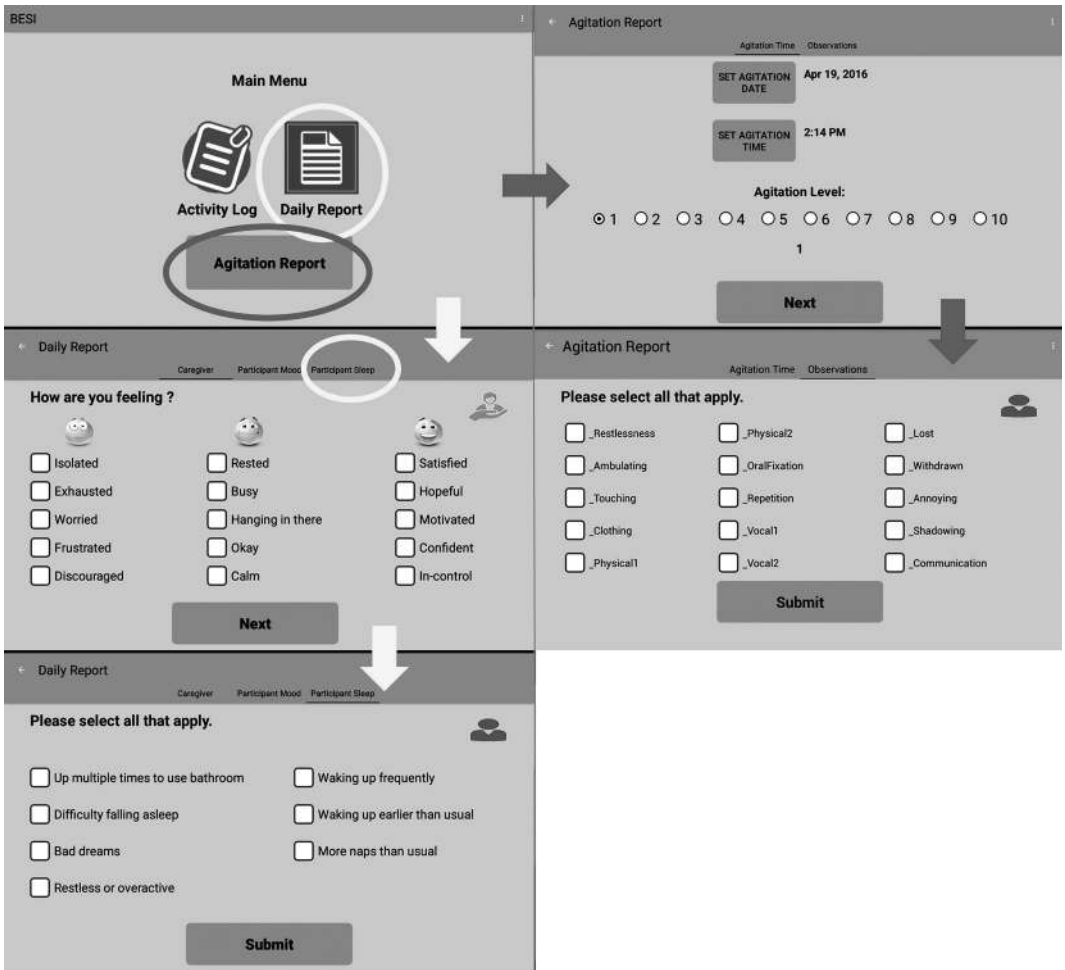 BESI
Main Menu
Activity Log Daily Report
Agitation Report
Agitation Report
Agitation Time Observations
SET AGITATION
DATE
Apr 19, 2016
SET AGITATION
TIME
2:14 PM
Agitation Level:
1 2 3 4 5 6 7 8 9 10
1
Next
Daily Report
Caregiver Participant Mood Participant Sleep
How are you feeling ?
Isolated Rested Satisfied
Exhausted Busy Hopeful
Worried Hanging in there Motivated
Frustrated Okay Confident
Discouraged Calm In-control
Next
Agitation Report
Agitation Time Observations
Please select all that apply.
_Restlessness _Physical2 _Lost
_Ambulating _OralFixation _Withdrawn
_Touching _Repetition _Annoying
_Clothing _Vocal1 _Shadowing
_Physical1 _Vocal2 _Communication
Submit
Daily Report
Caregiver Participant Mood Participant Sleep
Please select all that apply.
Up multiple times to use bathroom Waking up frequently
Difficulty falling asleep Waking up earlier than usual
Bad dreams More naps than usual
Restless or overactive
Submit